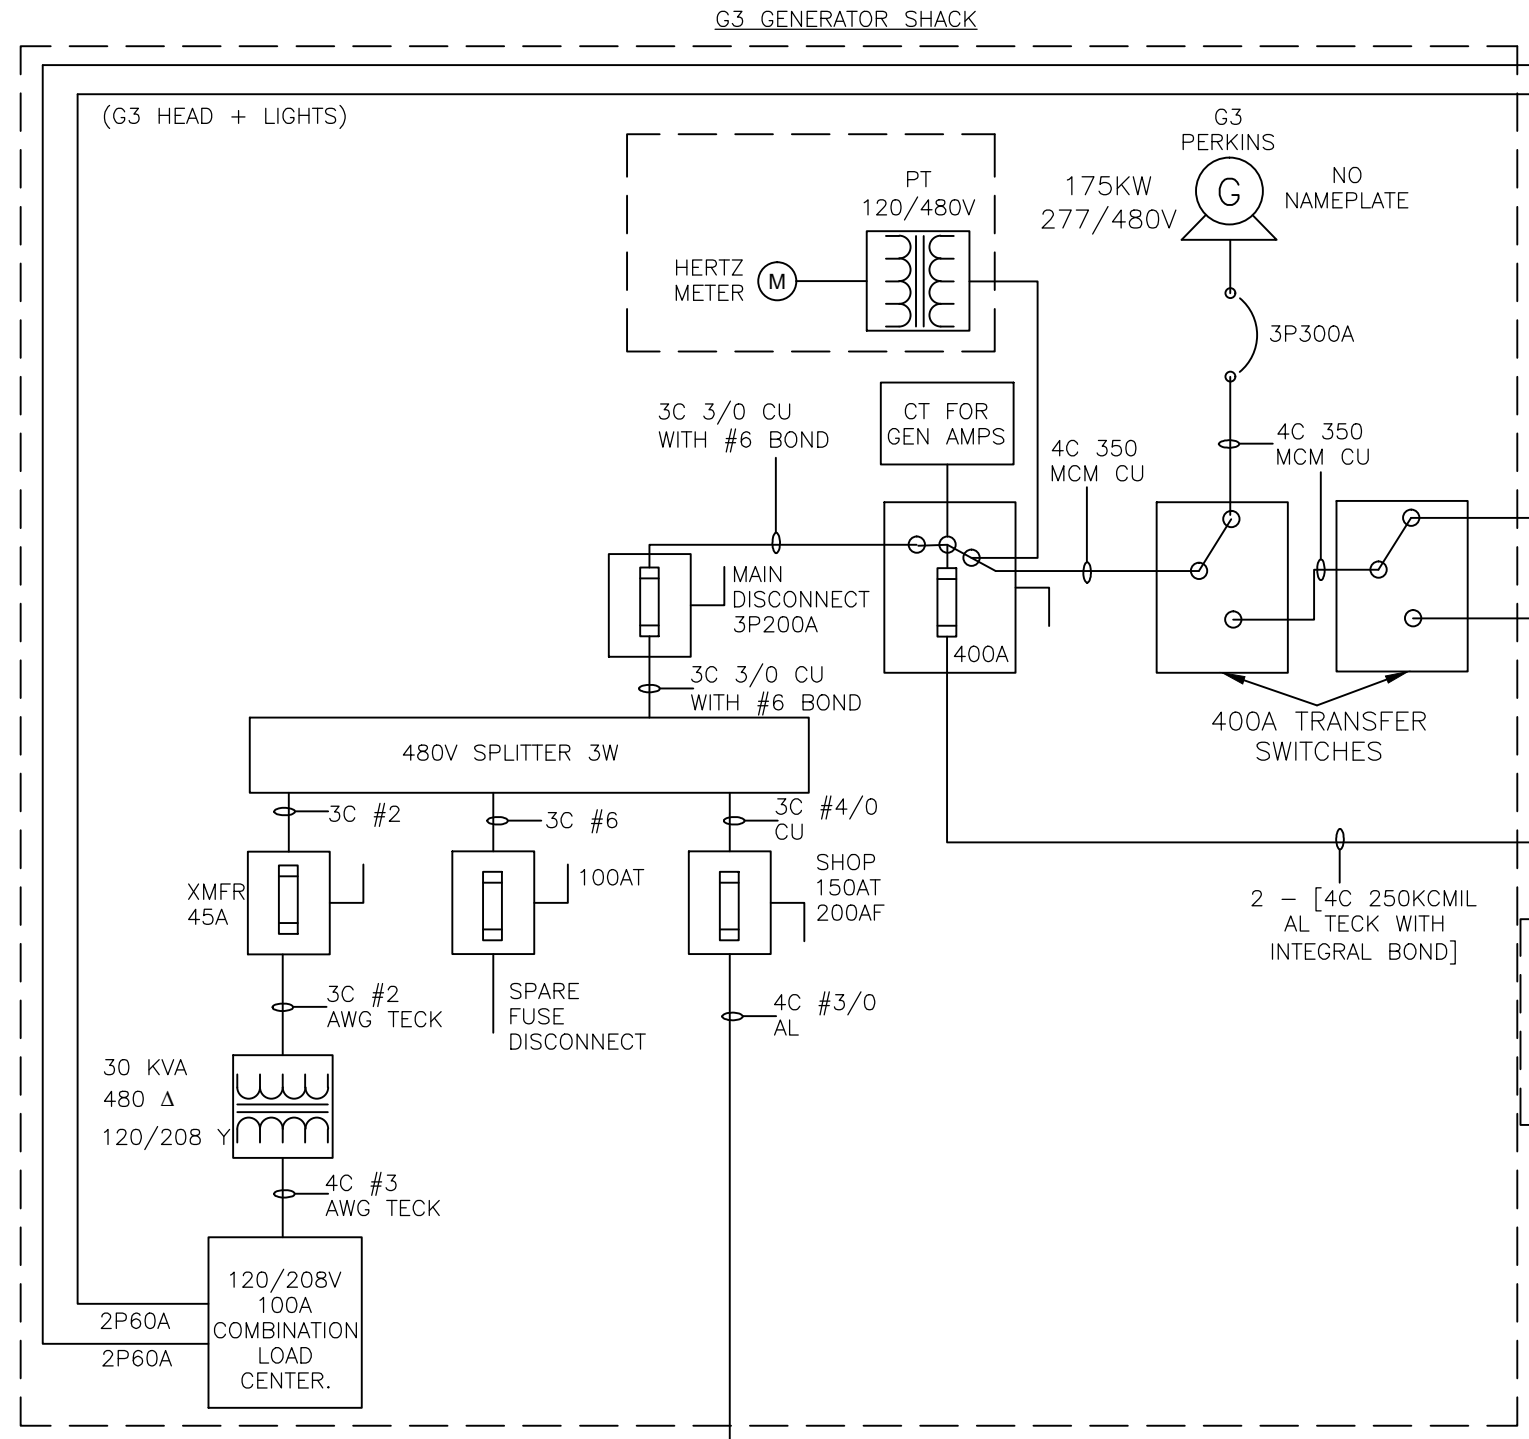 G3 GENERATOR SHACK
(G3 HEAD + LIGHTS)
G3
PERKINS
175KW
277/480V
G
NO
NAMEPLATE
PT
120/480V
HERTZ
METER
M
3P300A
CT FOR
GEN AMPS
3C 3/0 CU
WITH #6 BOND
4C 350
MCM CU
4C 350
MCM CU
MAIN
DISCONNECT
3P200A
400A
3C 3/0 CU
WITH #6 BOND
400A TRANSFER
SWITCHES
480V SPLITTER 3W
3C #2
3C #6
3C #4/0
CU
XMFR
45A
100AT
SHOP
150AT
200AF
2 – [4C 250KCMIL
AL TECK WITH
INTEGRAL BOND]
3C #2
AWG TECK
SPARE
FUSE
DISCONNECT
4C #3/0
AL
30 KVA
480 Δ
120/208 Y
4C #3
AWG TECK
120/208V
100A
COMBINATION
LOAD
CENTER.
2P60A
2P60A